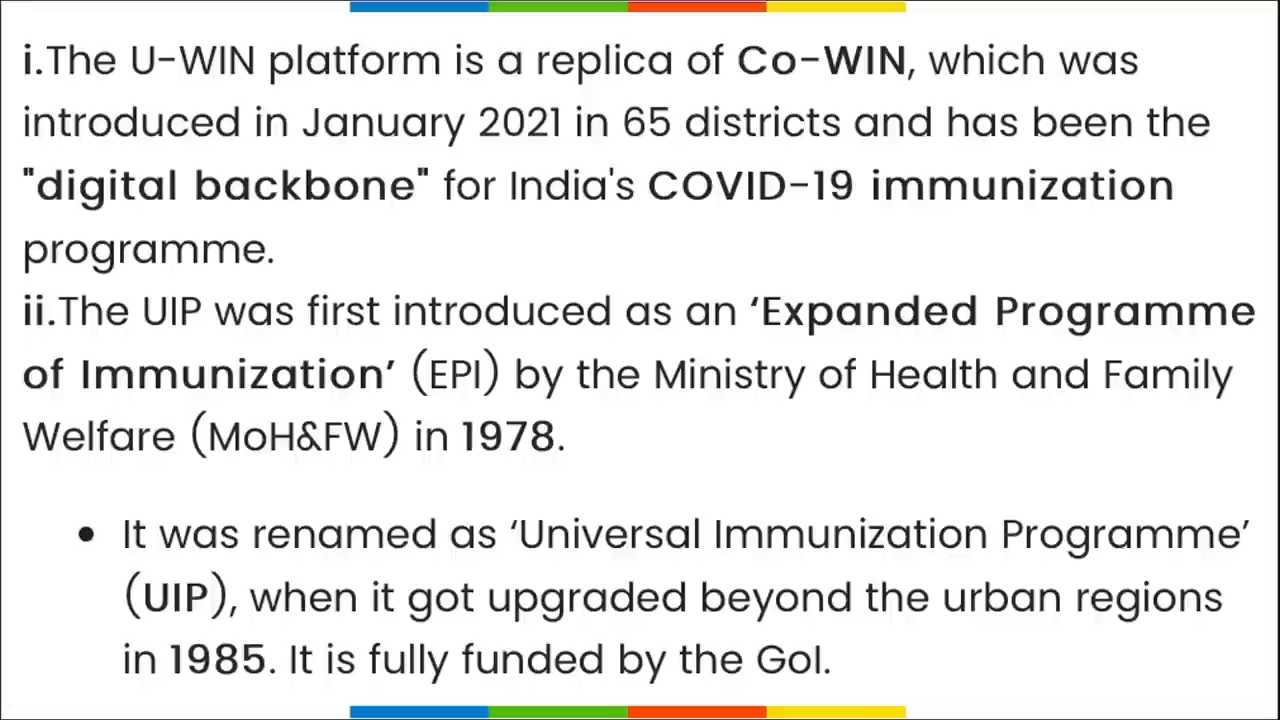 i.The U-WIN platform is a replica of Co-WIN, which was
introduced in January 2021 in 65 districts and has been the
"digital backbone" for India's COVID-19 immunization
programme.
ii.The UIP was first introduced as an ‘Expanded Programme
of Immunization’ (EPI) by the Ministry of Health and Family
Welfare (MoH&FW) in 1978.
• It was renamed as ‘Universal Immunization Programme’
(UIP), when it got upgraded beyond the urban regions
in 1985. It is fully funded by the GoI.